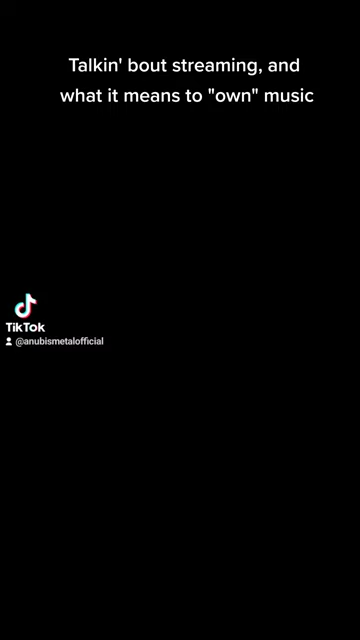 Talkin' bout streaming, and
what it means to "own" music
TikTok
@anubismetalofficial